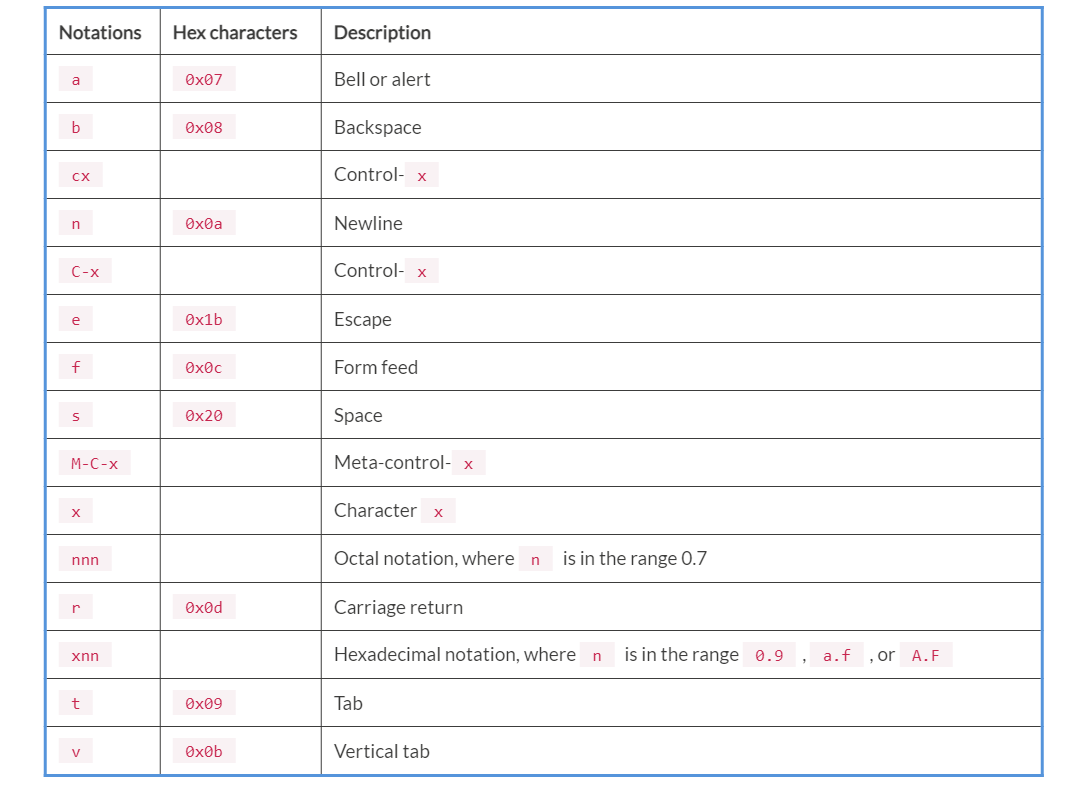 Notations Hex characters Description
a 0x07 Bell or alert
b 0x08 Backspace
cx Control- x
n 0x0a Newline
C-x Control- x
e 0x1b Escape
f 0x0c Form feed
s 0x20 Space
M-C-x Meta-control- x
x Character x
nnn Octal notation, where n is in the range 0.7
r 0x0d Carriage return
xnn Hexadecimal notation, where n is in the range 0.9 , a.f , or A.F
t 0x09 Tab
v 0x0b Vertical tab